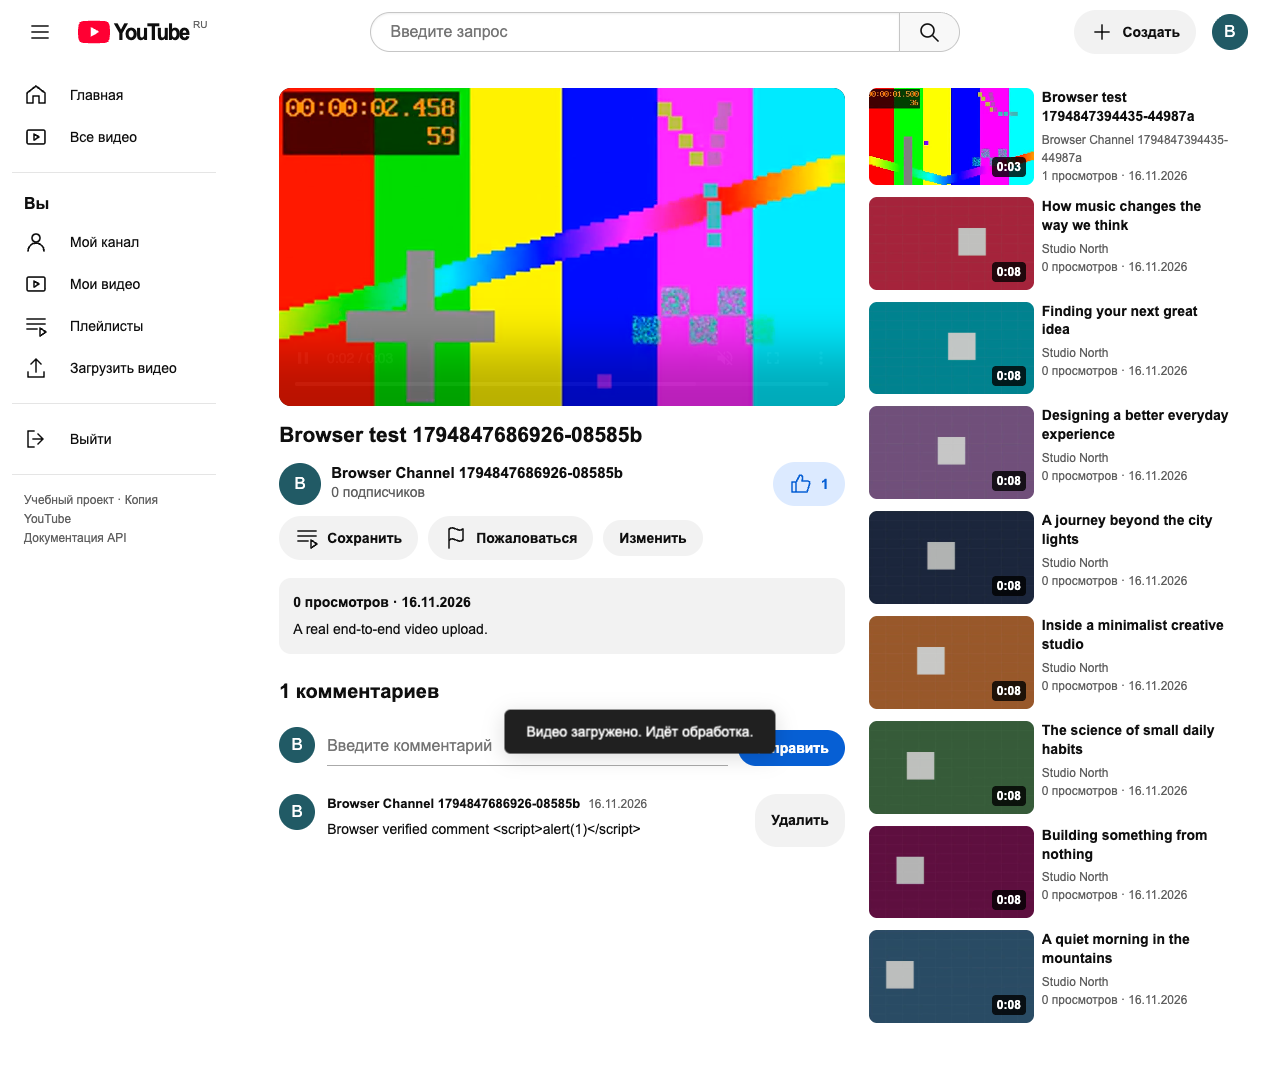 YouTube RU
Введите запрос
Создать
B
Главная
Все видео
Вы
Мой канал
Мои видео
Плейлисты
Загрузить видео
Выйти
Учебный проект · Копия
YouTube
Документация API
00:00:02.458
59
0:02 / 0:03
Browser test 1794847686926-08585b
B
Browser Channel 1794847686926-08585b
0 подписчиков
1
Сохранить
Пожаловаться
Изменить
0 просмотров · 16.11.2026
A real end-to-end video upload.
1 комментариев
B
Введите комментарий
править
Видео загружено. Идёт обработка.
B
Browser Channel 1794847686926-08585b 16.11.2026
Browser verified comment <script>alert(1)</script>
Удалить
00:00:01.500
36
0:03
Browser test
1794847394435-44987a
Browser Channel 1794847394435-
44987a
1 просмотров · 16.11.2026
0:08
How music changes the
way we think
Studio North
0 просмотров · 16.11.2026
0:08
Finding your next great
idea
Studio North
0 просмотров · 16.11.2026
0:08
Designing a better everyday
experience
Studio North
0 просмотров · 16.11.2026
0:08
A journey beyond the city
lights
Studio North
0 просмотров · 16.11.2026
0:08
Inside a minimalist creative
studio
Studio North
0 просмотров · 16.11.2026
0:08
The science of small daily
habits
Studio North
0 просмотров · 16.11.2026
0:08
Building something from
nothing
Studio North
0 просмотров · 16.11.2026
0:08
A quiet morning in the
mountains
Studio North
0 просмотров · 16.11.2026